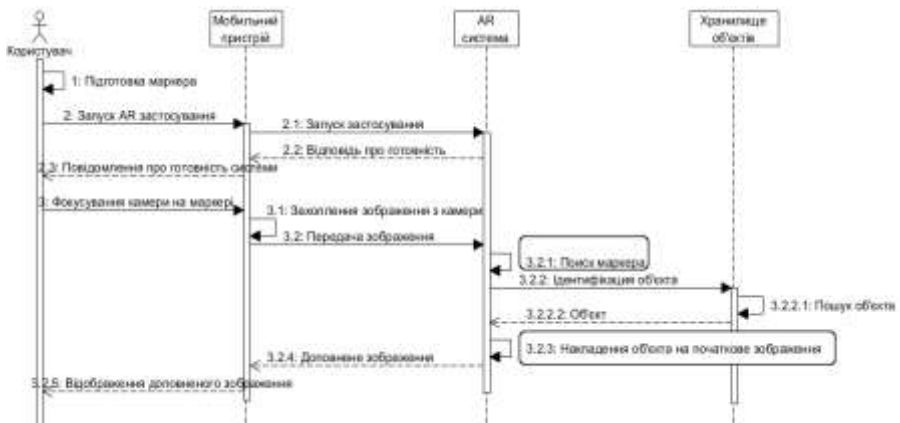 Користувач
Мобильний
пристрій
AR
система
Хранилище
об'єктів
1: Підготовка маркера
2: Запуск AR застосування
2.1: Запуск застосування
2.2: Відповідь про готовність
2.3: Повідомлення про готовність системи
3: Фокусування камери на маркері
3.1: Захоплення зображення з камери
3.2: Передача зображення
3.2.1: Поиск маркера
3.2.2: Ідентифікация об'єкта
3.2.2.1: Пошук об'єкта
3.2.2.2: Об'єкт
3.2.3: Накладення об'єкта на початкове зображення
3.2.4: Доповнене зображення
3.2.5: Відображення доповненого зображення